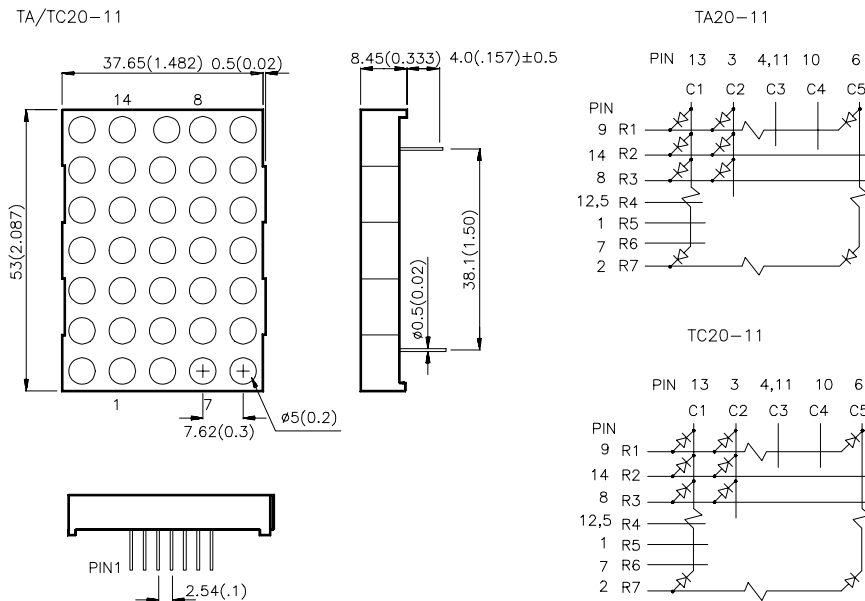 TA/TC20-11
37.65(1.482) 0.5(0.02)
14 8
53(2.087)
1 7
7.62(0.3)
ø5(0.2)
8.45(0.333) 4.0(.157)±0.5
38.1(1.50)
ø0.5(0.02)
PIN1
2.54(.1)
TA20-11
PIN 13 3 4,11 10 6
C1 C2 C3 C4 C5
PIN
9 R1
14 R2
8 R3
12,5 R4
1 R5
7 R6
2 R7
TC20-11
PIN 13 3 4,11 10 6
C1 C2 C3 C4 C5
PIN
9 R1
14 R2
8 R3
12,5 R4
1 R5
7 R6
2 R7